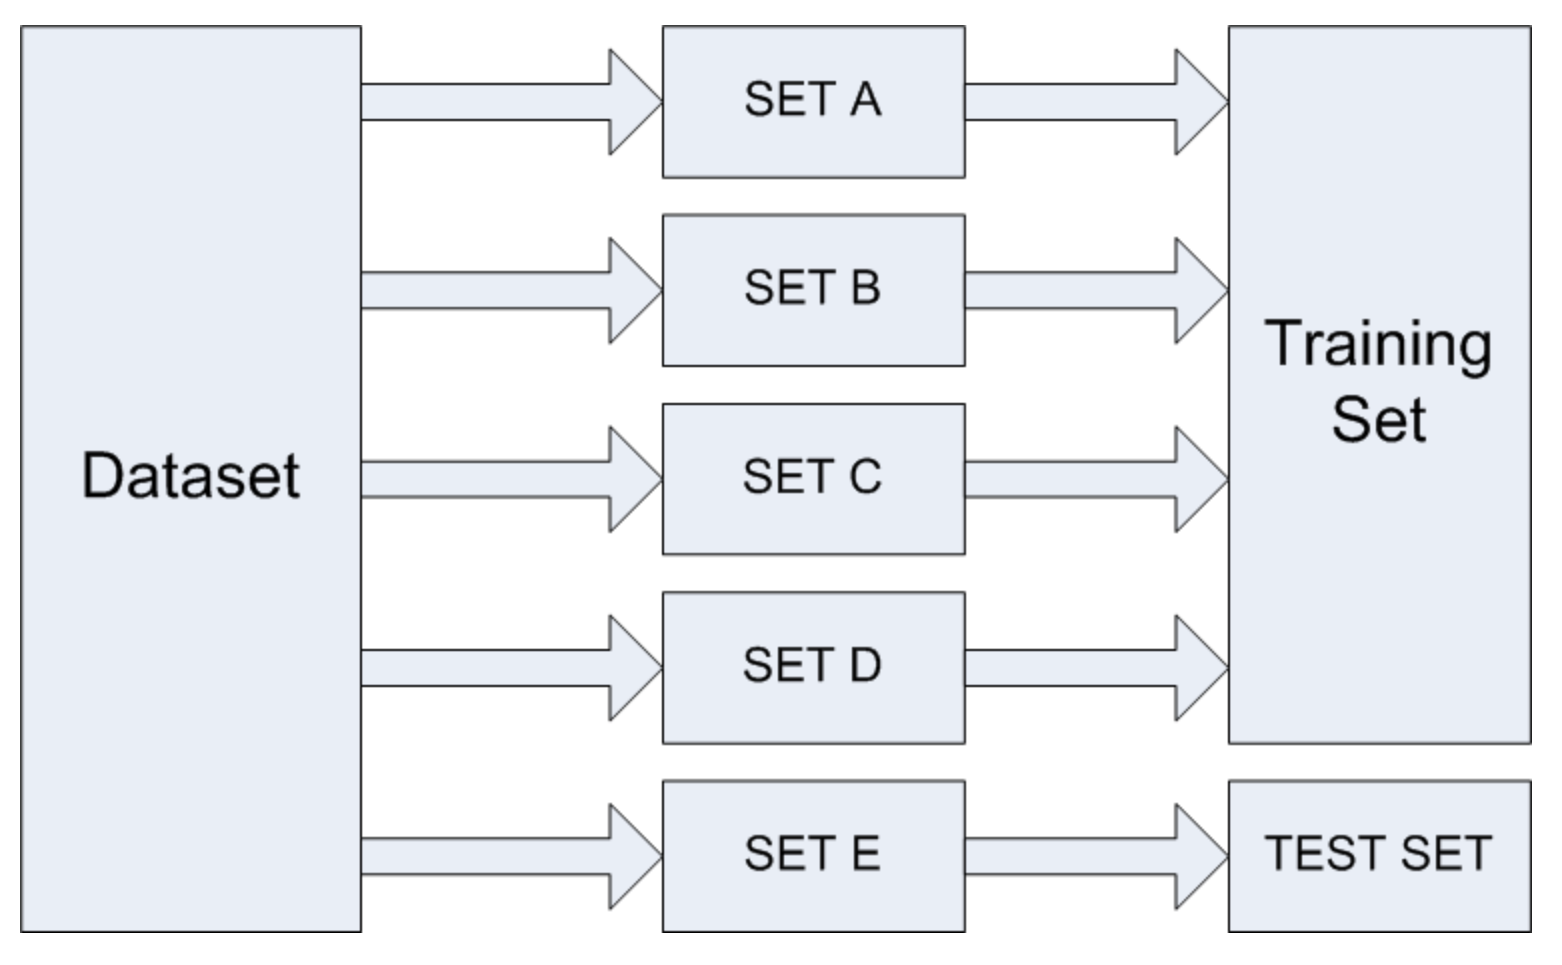 Dataset
SET A
SET B
SET C
SET D
SET E
Training
Set
TEST SET